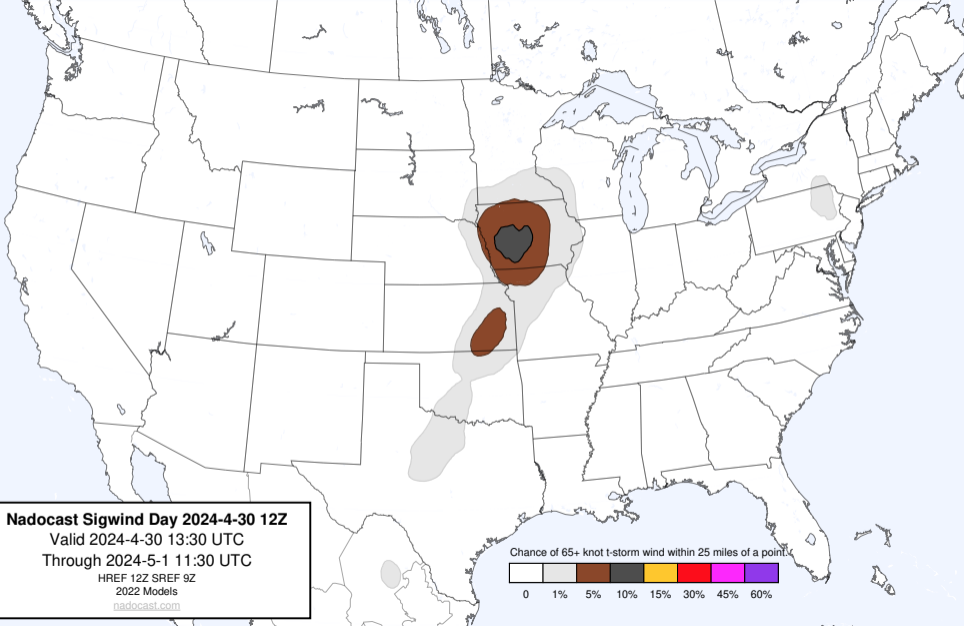 Nadocast Sigwind Day 2024-4-30 12Z
Valid 2024-4-30 13:30 UTC
Through 2024-5-1 11:30 UTC
HREF 12Z SREF 9Z
2022 Models
nadocast.com
Chance of 65+ knot t-storm wind within 25 miles of a point.
0 1% 5% 10% 15% 30% 45% 60%